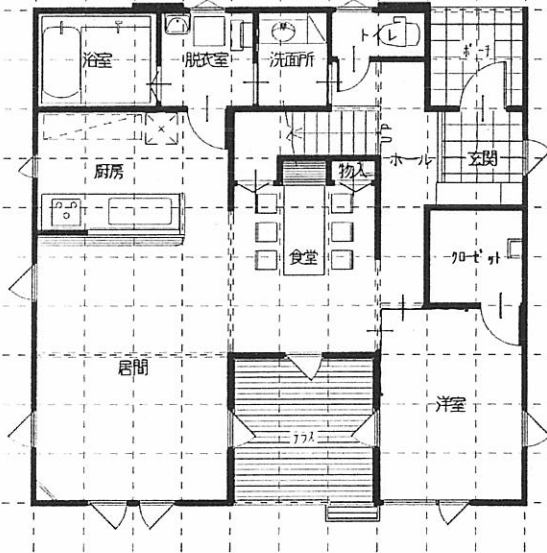 浴室
脱衣室
洗面所
トイレ
ポーチ
厨房
UP
ホール
玄関
物入
食堂
クローゼット
居間
洋室
テラス